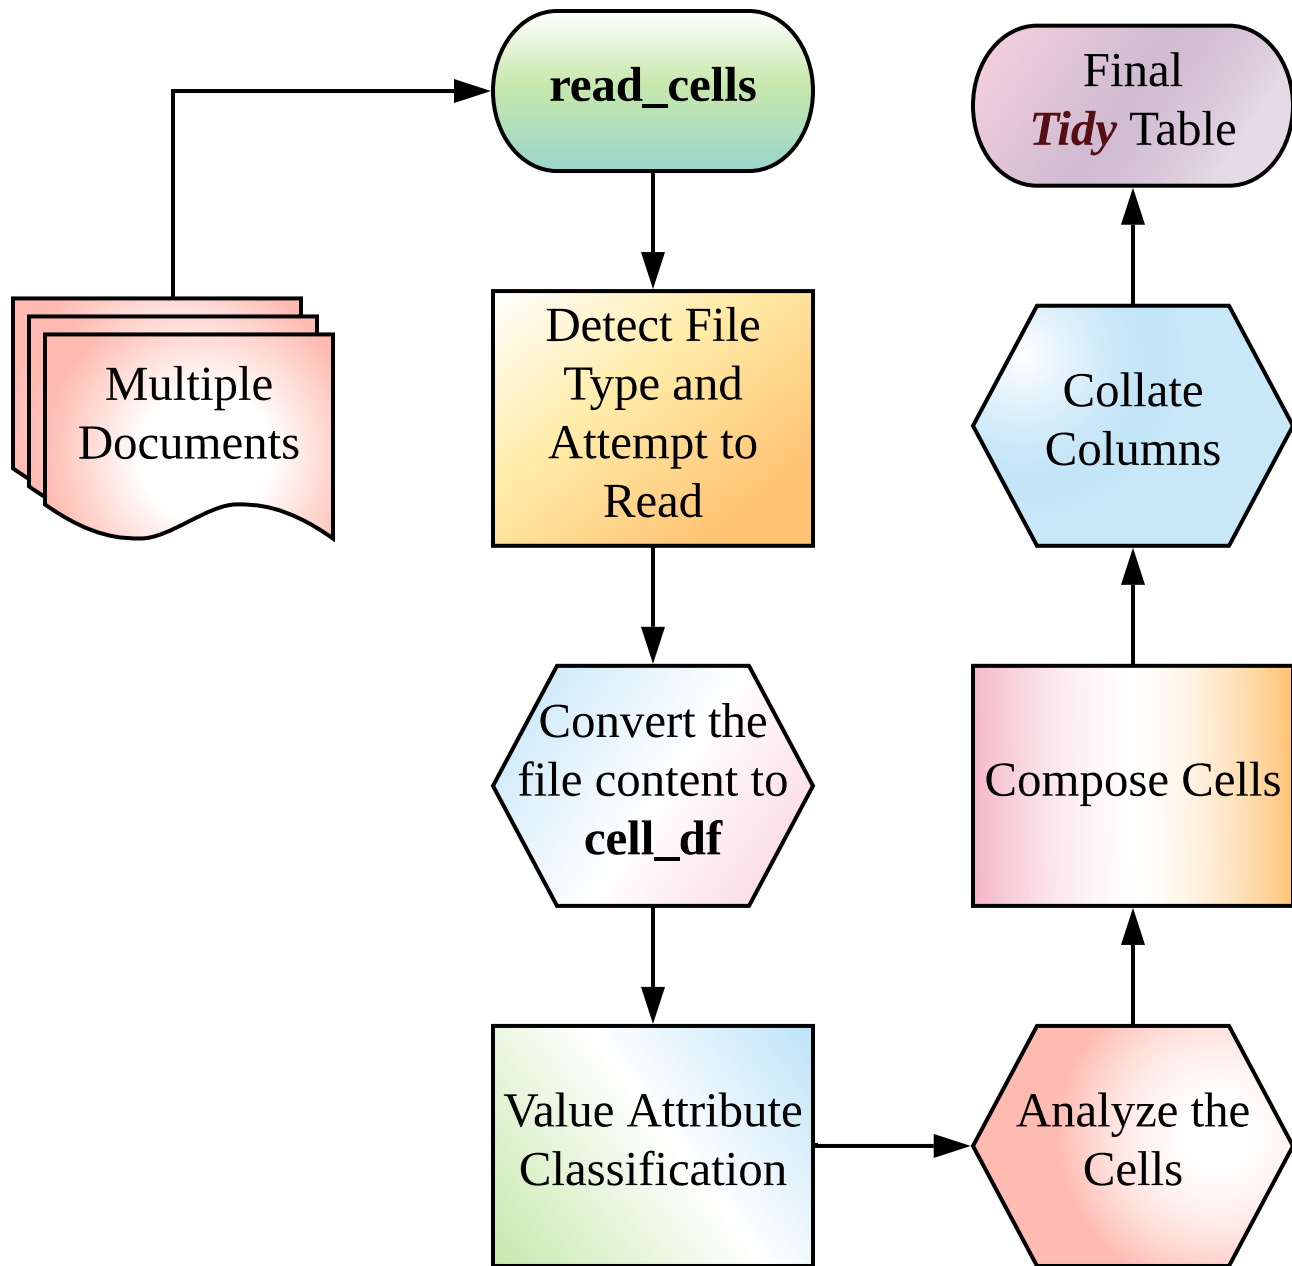 Multiple
Documents
read_cells
Detect File
Type and
Attempt to
Read
Convert the
file content to
cell_df
Value Attribute
Classification
Analyze the
Cells
Compose Cells
Collate
Columns
Final
Tidy Table